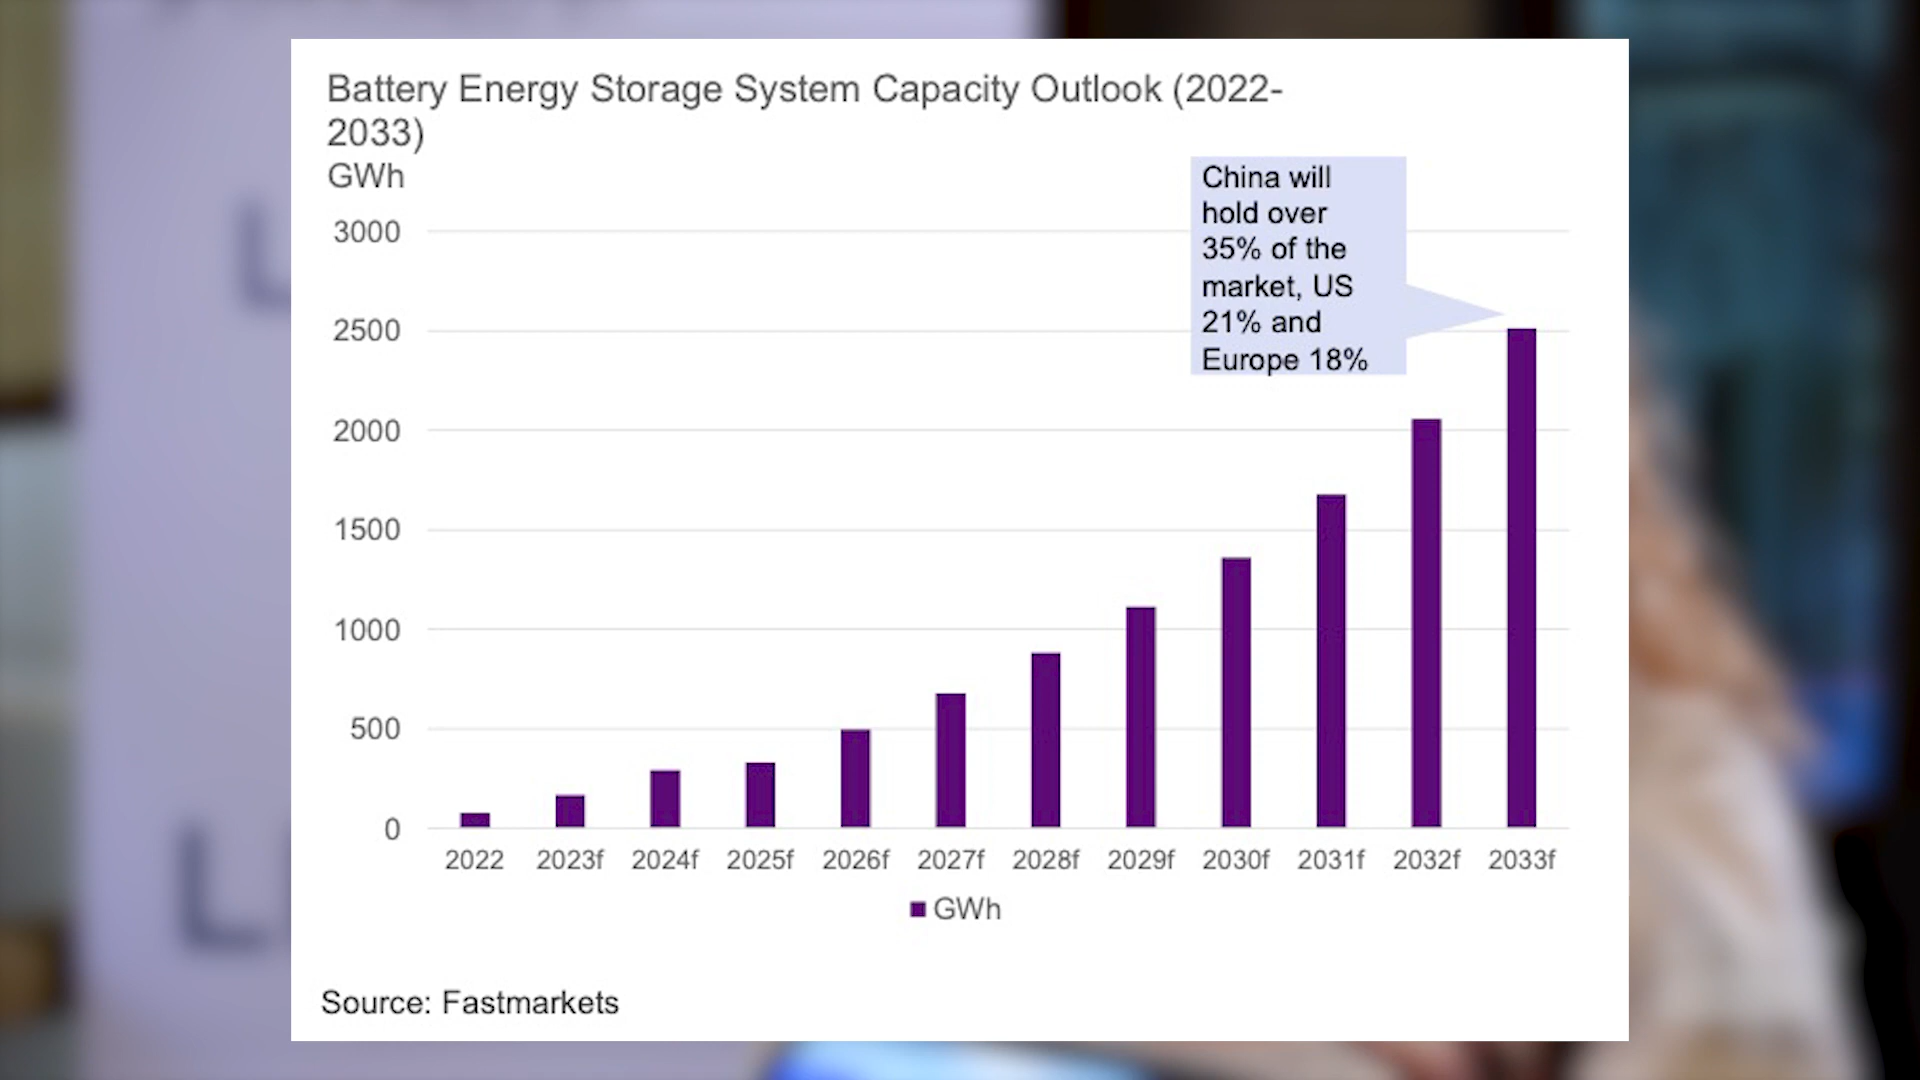 Battery Energy Storage System Capacity Outlook (2022-
2033)
GWh
China will
hold over
35% of the
market, US
21% and
Europe 18%
3000
2500
2000
1500
1000
500
0
2022 2023f 2024f 2025f 2026f 2027f 2028f 2029f 2030f 2031f 2032f 2033f
GWh
Source: Fastmarkets